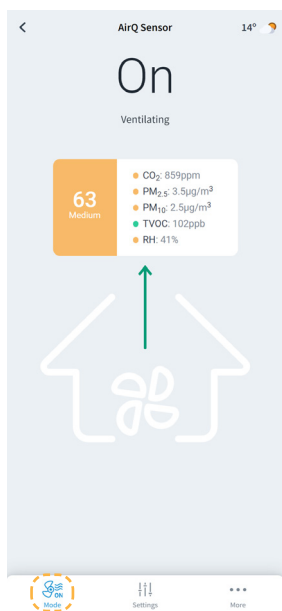 AirQ Sensor
14°
On
Ventilating
63
Medium
CO₂: 859ppm
PM₂.₅: 3.5µg/m³
PM₁₀: 2.5µg/m³
TVOC: 102ppb
RH: 41%
ON
Mode
Settings
More